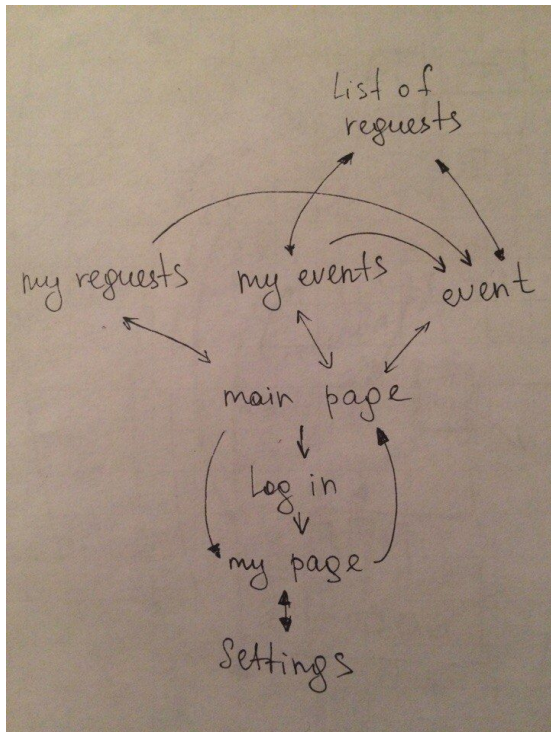 List of
requests
my requests
my events
event
main page
Log in
my page
Settings